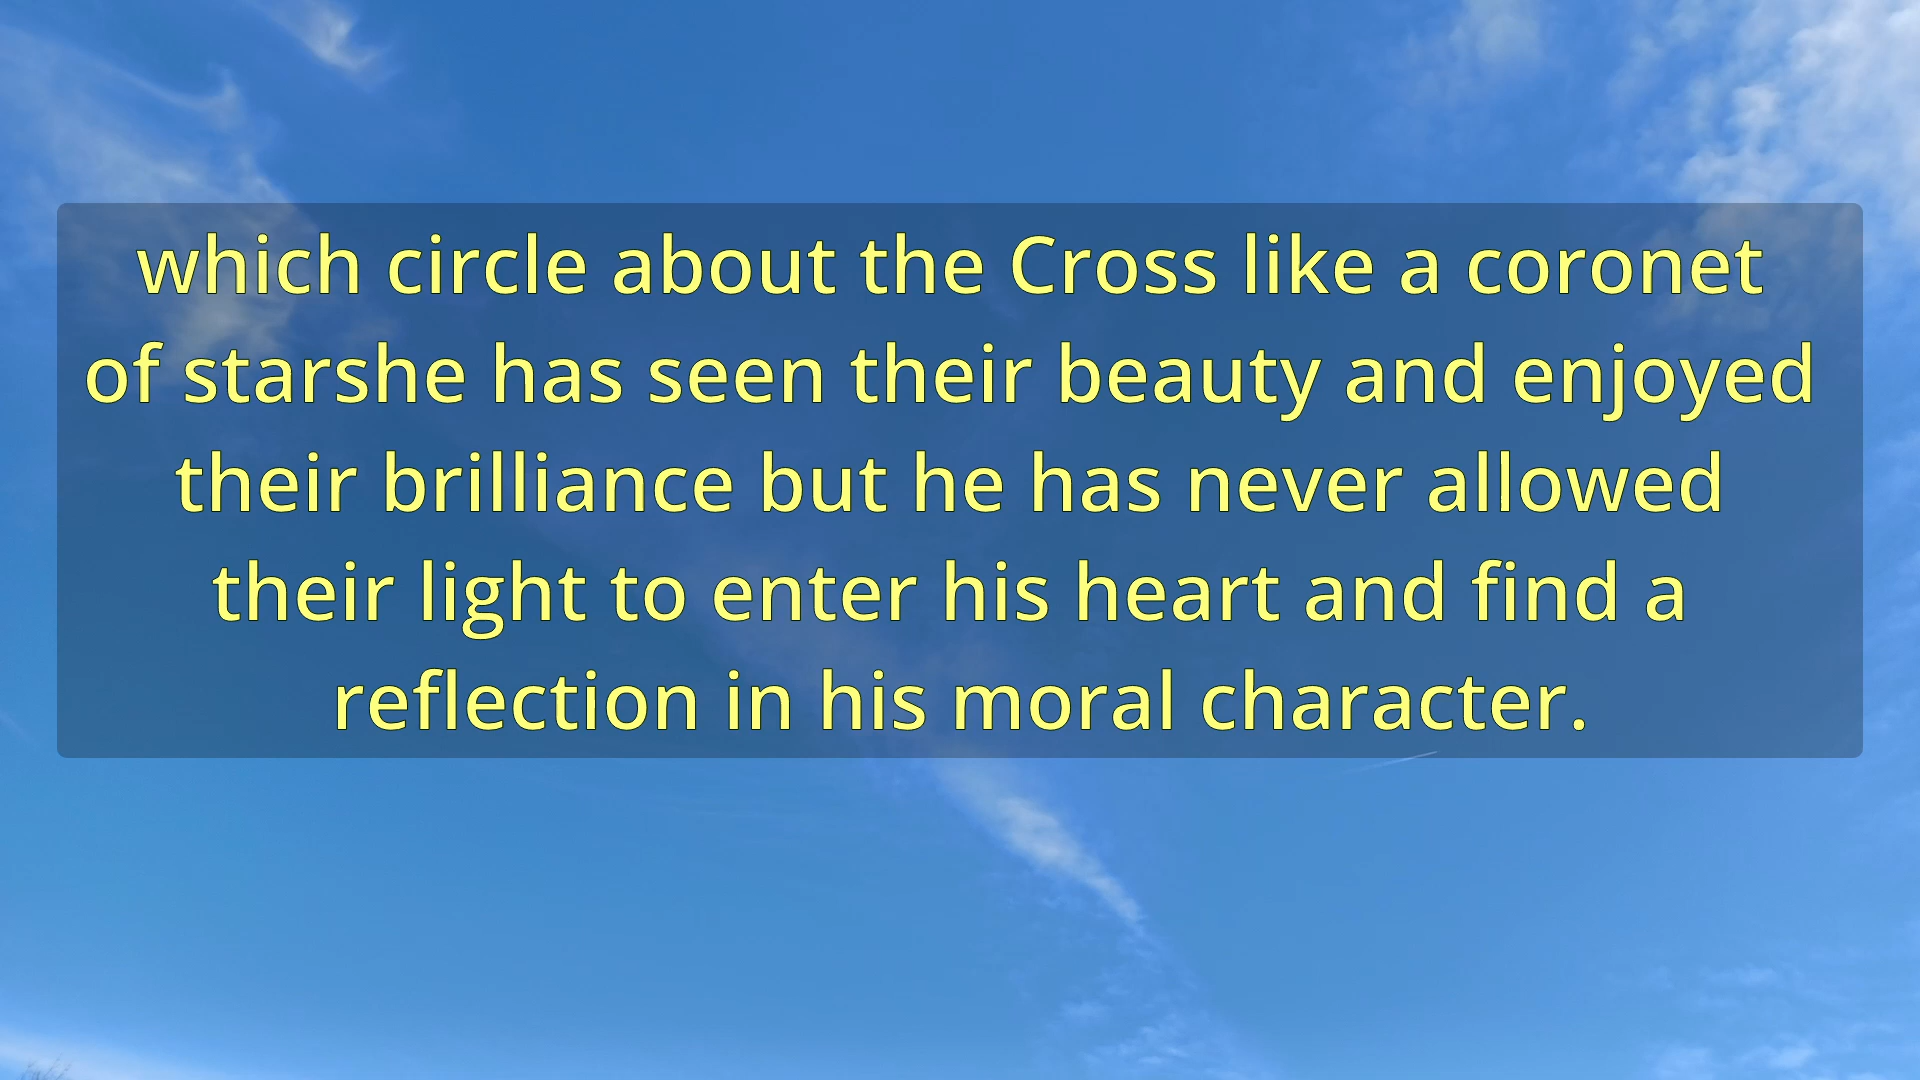 which circle about the Cross like a coronet
of starshe has seen their beauty and enjoyed
their brilliance but he has never allowed
their light to enter his heart and find a
reflection in his moral character.